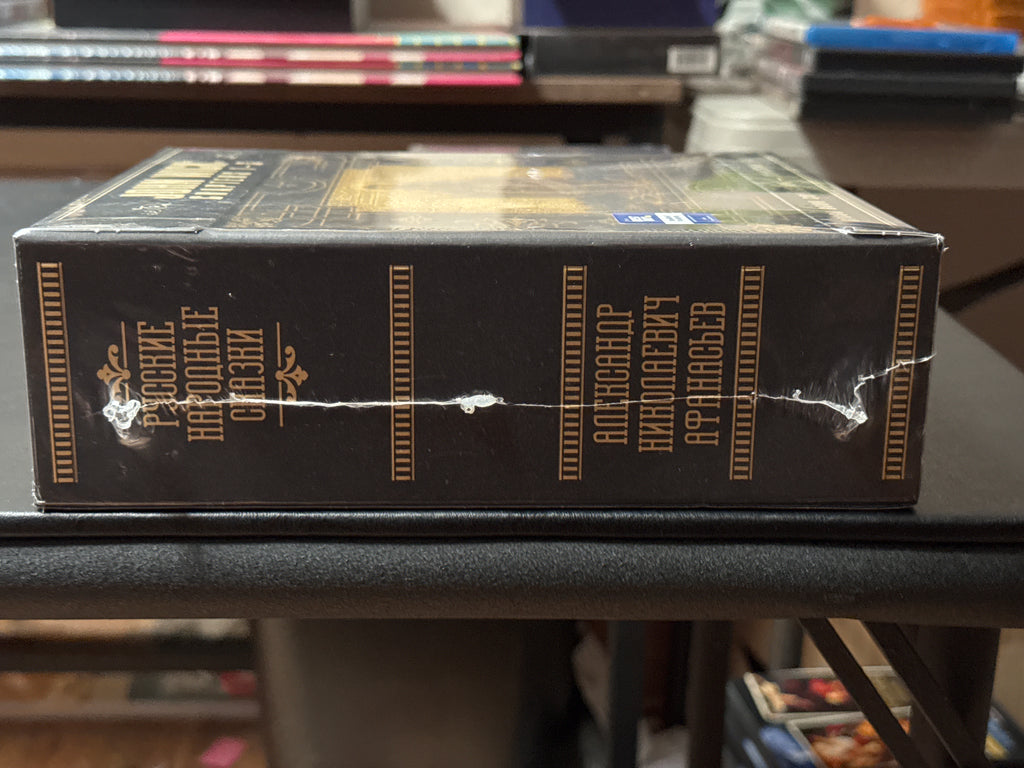 РУССКИЕ
НАРОДНЫЕ
СКАЗКИ
АЛЕКСАНДР
НИКОЛАЕВИЧ
АФАНАСЬЕВ